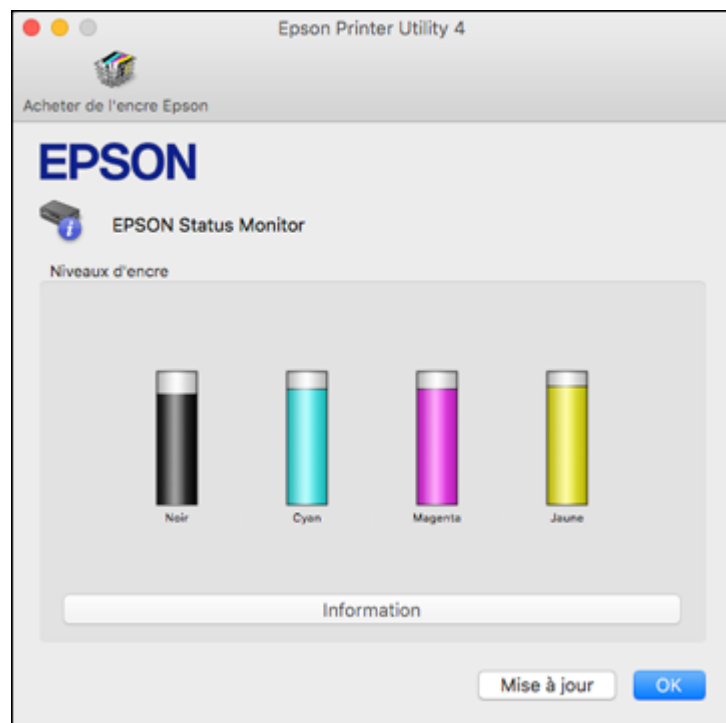 Epson Printer Utility 4
Acheter de l'encre Epson
EPSON
EPSON Status Monitor
Niveaux d'encre
Noir
Cyan
Magenta
Jaune
Information
Mise à jour
OK